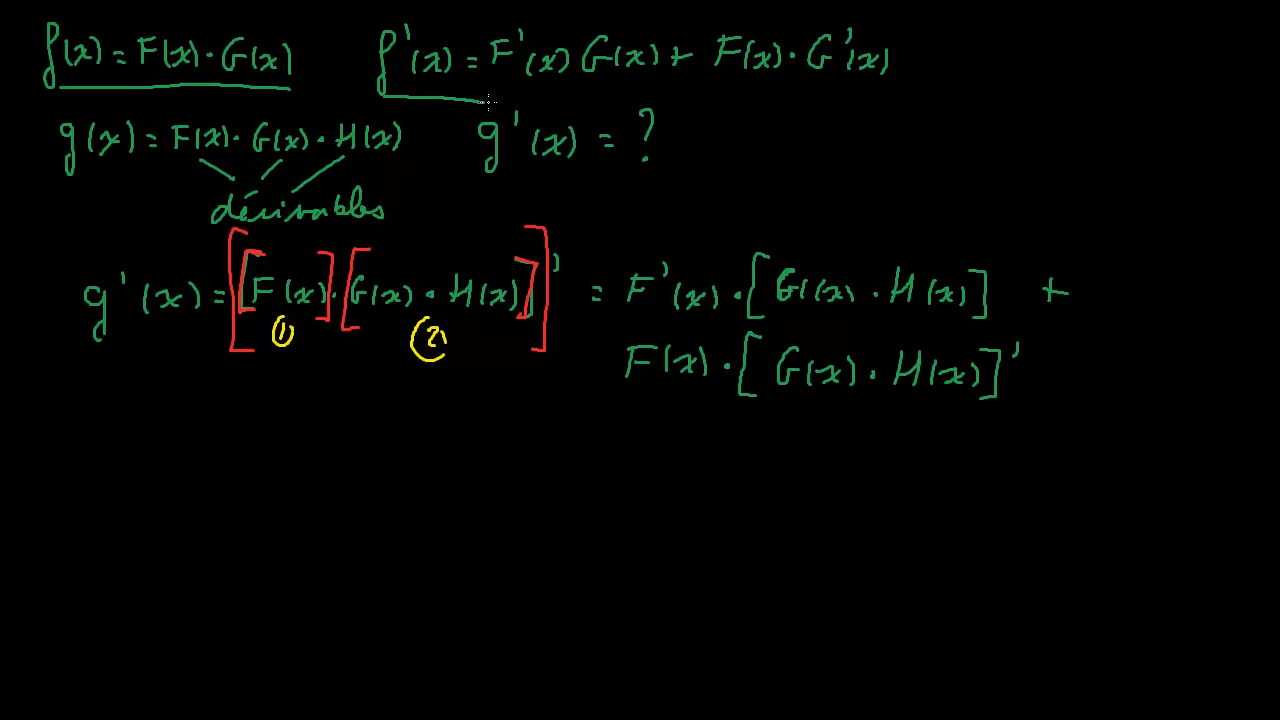 f(x) = F(x) · G(x)    f'(x) = F'(x) G(x) + F(x) · G'(x)
g(x) = F(x) · G(x) · H(x)    g'(x) = ?
dérivables
g'(x) = [[F(x)] · [G(x) · H(x)]]' = F'(x) · [G(x) · H(x)] +
① ② F(x) · [G(x) · H(x)]'